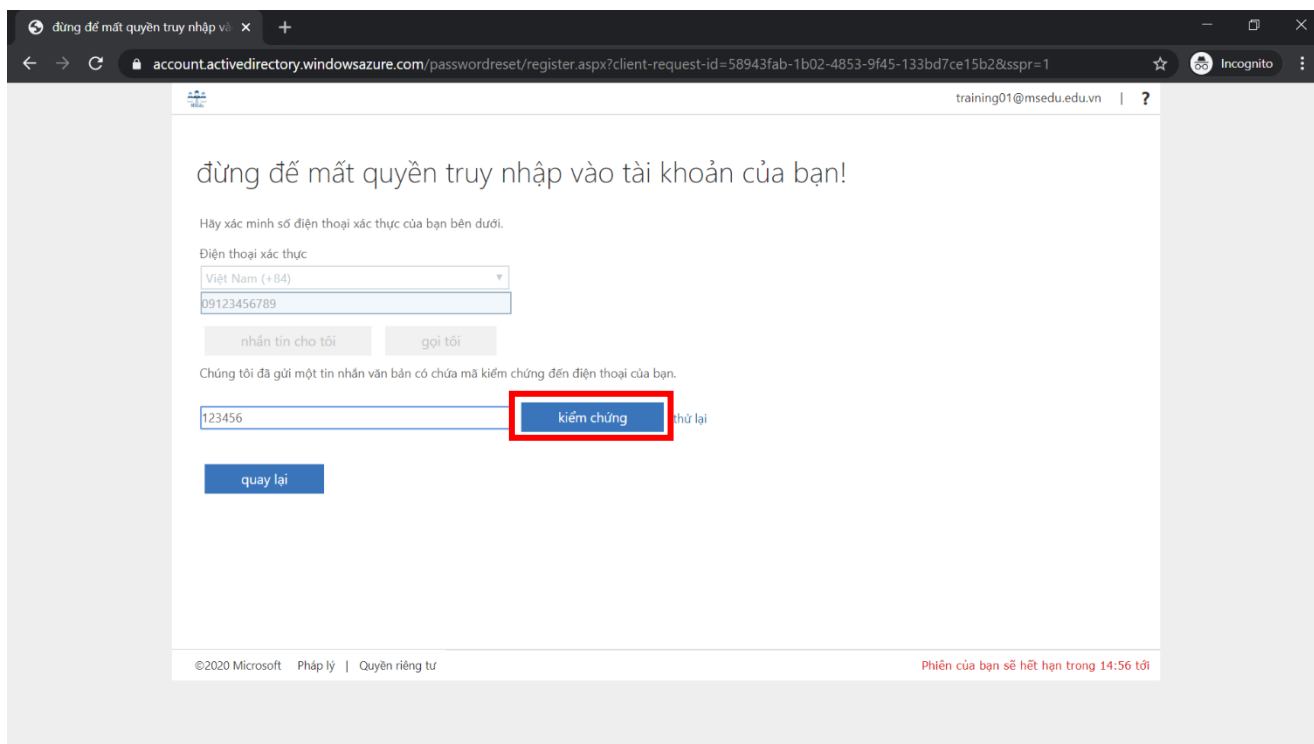 đừng để mất quyền truy nhập và
account.activedirectory.windowsazure.com/passwordreset/register.aspx?client-request-id=58943fab-1b02-4853-9f45-133bd7ce15b2&sspr=1
Incognito
training01@msedu.edu.vn | ?
đừng để mất quyền truy nhập vào tài khoản của bạn!
Hãy xác minh số điện thoại xác thực của bạn bên dưới.
Điện thoại xác thực
Việt Nam (+84)
09123456789
nhắn tin cho tôi gọi tôi
Chúng tôi đã gửi một tin nhắn văn bản có chứa mã kiểm chứng đến điện thoại của bạn.
123456 kiểm chứng thử lại
quay lại
©2020 Microsoft Pháp lý | Quyền riêng tư
Phiên của bạn sẽ hết hạn trong 14:56 tới